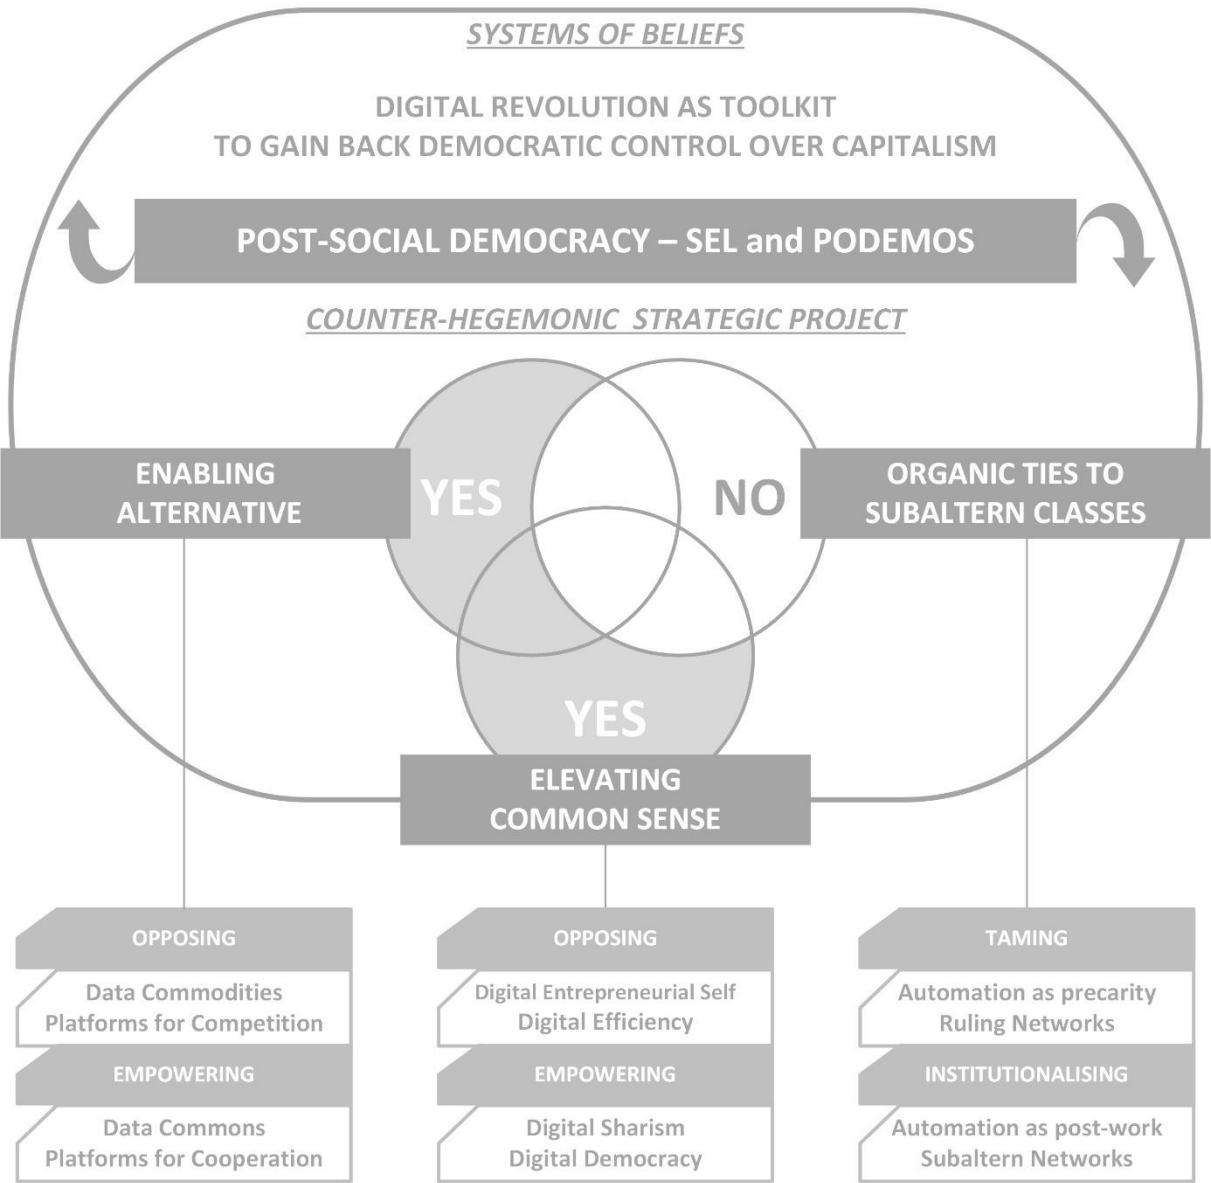 SYSTEMS OF BELIEFS
DIGITAL REVOLUTION AS TOOLKIT
TO GAIN BACK DEMOCRATIC CONTROL OVER CAPITALISM
POST-SOCIAL DEMOCRACY – SEL and PODEMOS
COUNTER-HEGEMONIC STRATEGIC PROJECT
ENABLING
ALTERNATIVE
YES
NO
ORGANIC TIES TO
SUBALTERN CLASSES
YES
ELEVATING
COMMON SENSE
OPPOSING
Data Commodities
Platforms for Competition
EMPOWERING
Data Commons
Platforms for Cooperation
OPPOSING
Digital Entrepreneurial Self
Digital Efficiency
EMPOWERING
Digital Sharism
Digital Democracy
TAMING
Automation as precarity
Ruling Networks
INSTITUTIONALISING
Automation as post-work
Subaltern Networks